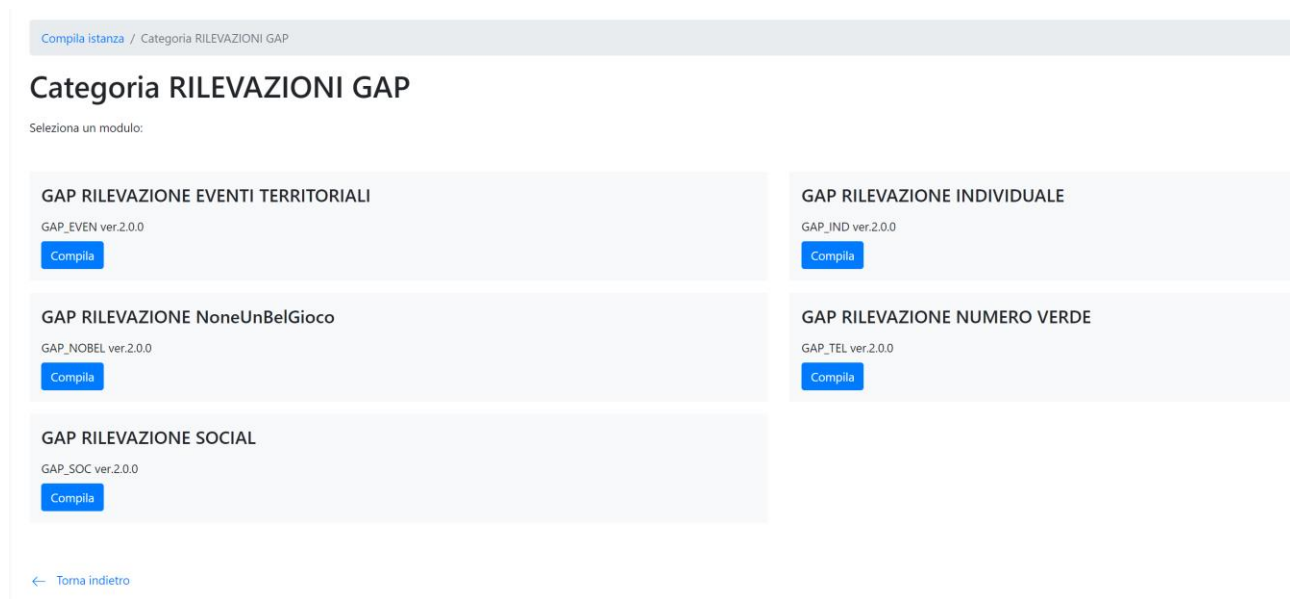 Compila istanza / Categoria RILEVAZIONI GAP
Categoria RILEVAZIONI GAP
Seleziona un modulo:
GAP RILEVAZIONE EVENTI TERRITORIALI
GAP_EVEN ver.2.0.0
Compila
GAP RILEVAZIONE INDIVIDUALE
GAP_IND ver.2.0.0
Compila
GAP RILEVAZIONE NoneUnBelGioco
GAP_NOBEL ver.2.0.0
Compila
GAP RILEVAZIONE NUMERO VERDE
GAP_TEL ver.2.0.0
Compila
GAP RILEVAZIONE SOCIAL
GAP_SOC ver.2.0.0
Compila
← Torna indietro